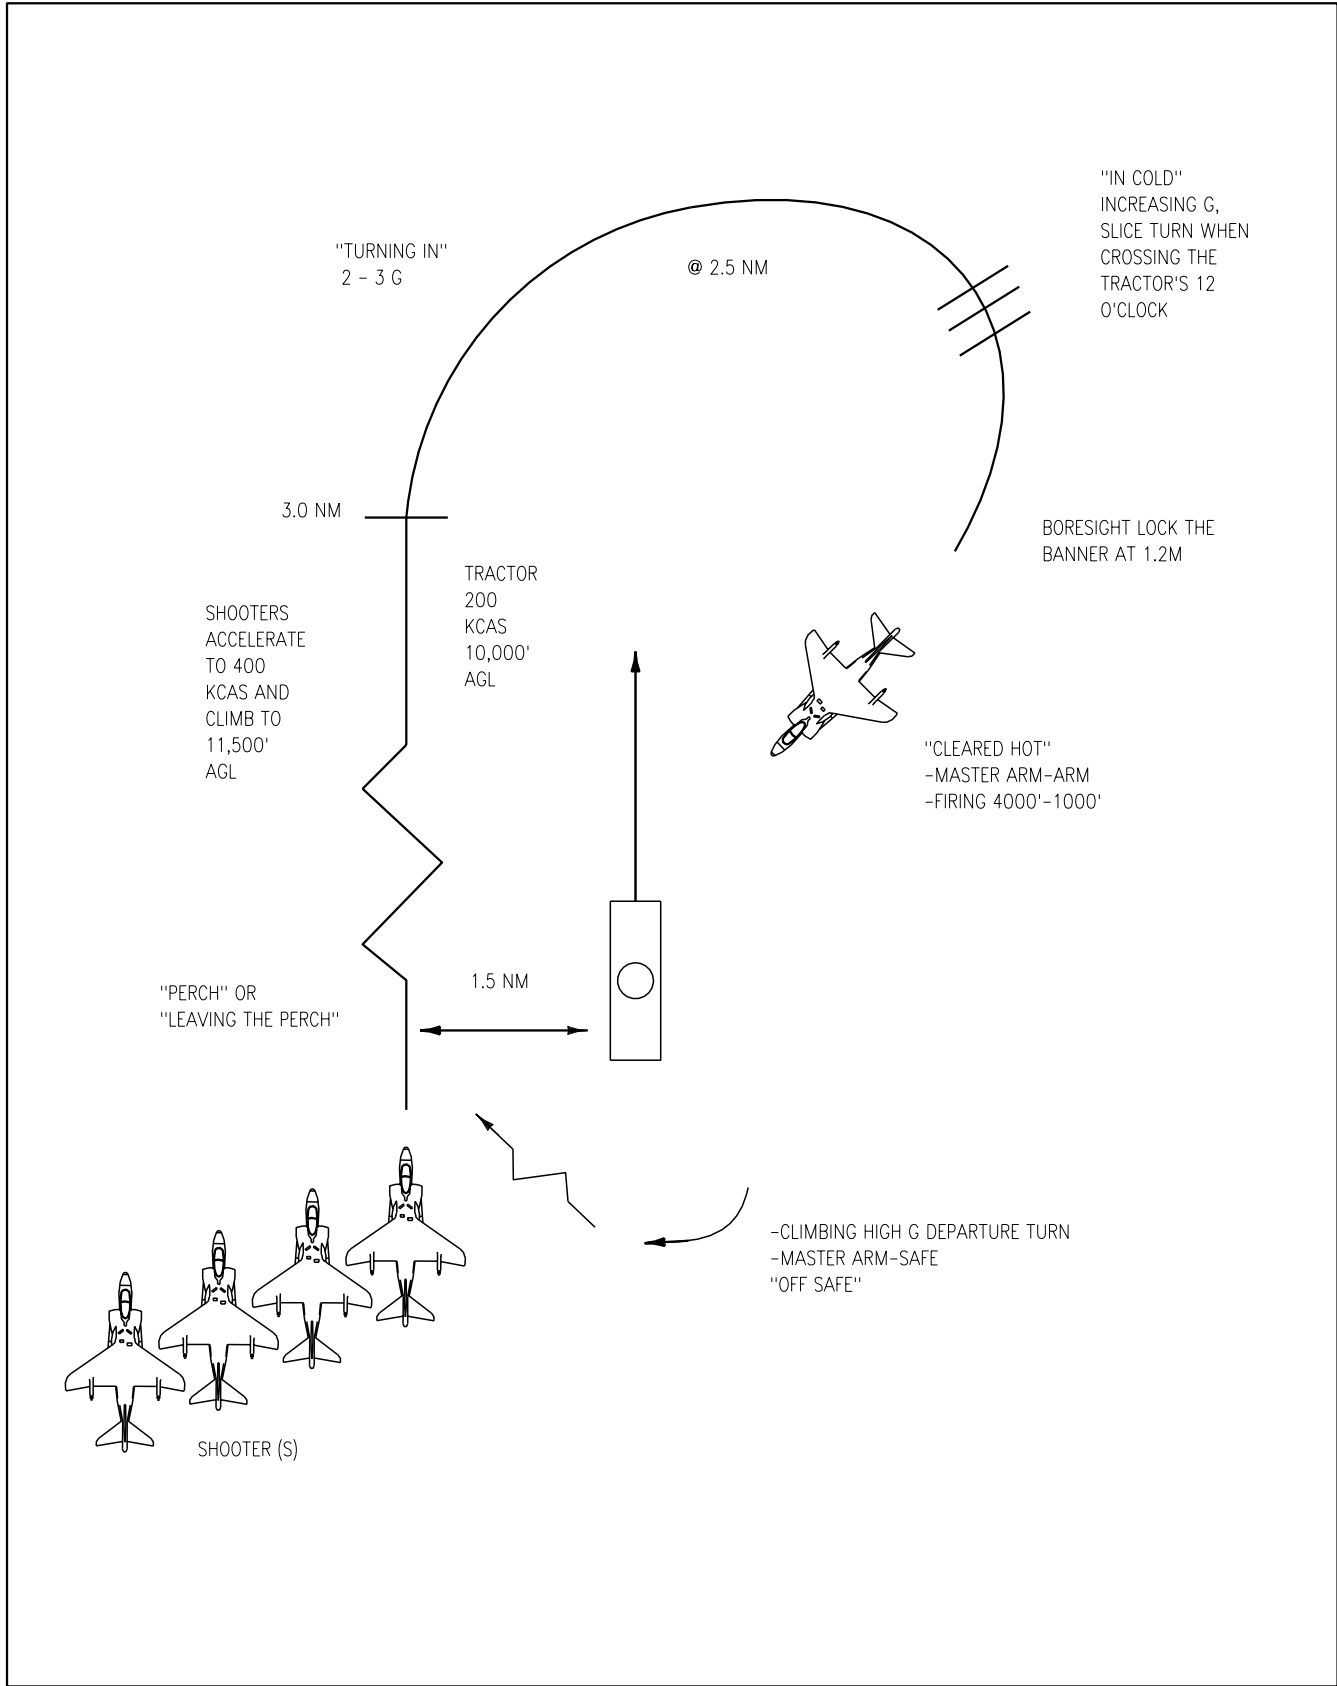 "IN COLD"
INCREASING G,
SLICE TURN WHEN
CROSSING THE
TRACTOR'S 12
O'CLOCK
"TURNING IN"
2 - 3 G
@ 2.5 NM
3.0 NM
BORESIGHT LOCK THE
BANNER AT 1.2M
TRACTOR
200
KCAS
10,000'
AGL
SHOOTERS
ACCELERATE
TO 400
KCAS AND
CLIMB TO
11,500'
AGL
"CLEARED HOT"
-MASTER ARM-ARM
-FIRING 4000'-1000'
1.5 NM
"PERCH" OR
"LEAVING THE PERCH"
-CLIMBING HIGH G DEPARTURE TURN
-MASTER ARM-SAFE
"OFF SAFE"
SHOOTER (S)